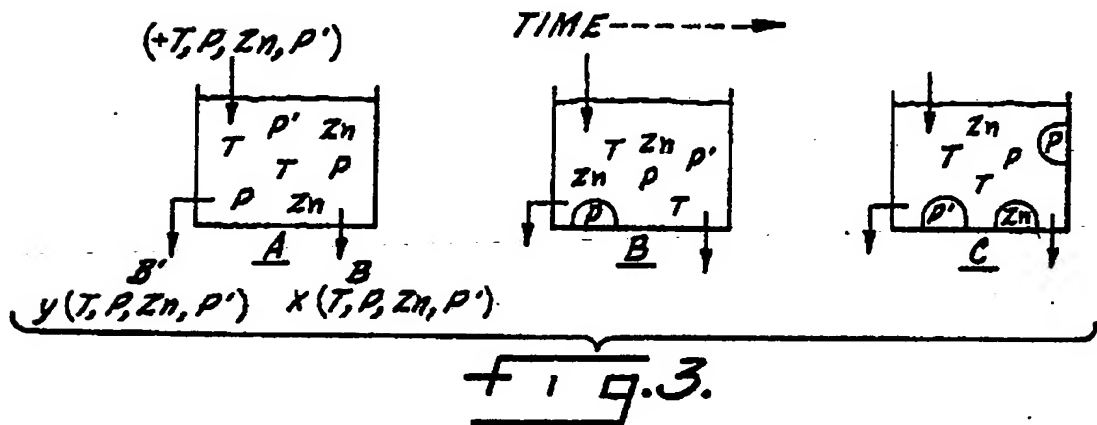 (+T, P, Zn, P')
TIME
T P' Zn
T P
P Zn
A
B' B
y(T, P, Zn, P') x(T, P, Zn, P')
T Zn P'
Zn P
P T
B
Zn
T P P
T
P' Zn
C
fig.3.